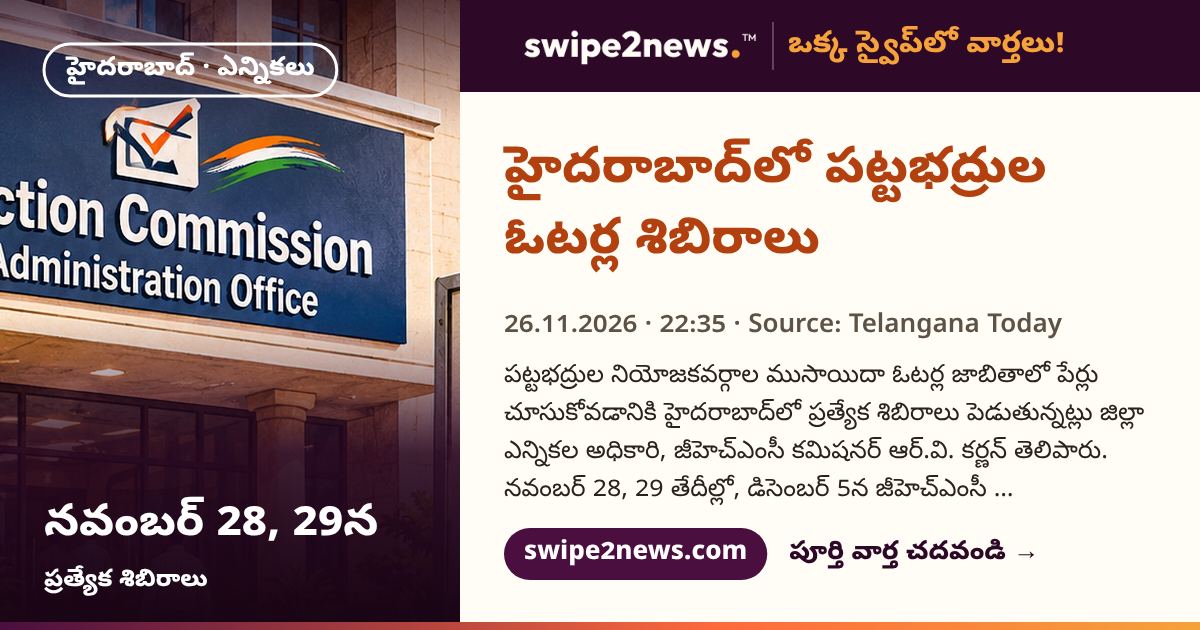 హైదరాబాద్ · ఎన్నికలు
ction Commission
Administration Office
నవంబర్ 28, 29న
ప్రత్యేక శిబిరాలు
swipe2news.™
ఒక్క స్వైప్‌లో వార్తలు!
హైదరాబాద్‌లో పట్టభద్రుల
ఓటర్ల శిబిరాలు
26.11.2026 · 22:35 · Source: Telangana Today
పట్టభద్రుల నియోజకవర్గాల ముసాయిదా ఓటర్ల జాబితాలో పేర్లు
చూసుకోవడానికి హైదరాబాద్‌లో ప్రత్యేక శిబిరాలు పెడుతున్నట్లు జిల్లా
ఎన్నికల అధికారి, జీహెచ్‌ఎంసీ కమిషనర్ ఆర్.వి. కర్ణన్ తెలిపారు.
నవంబర్ 28, 29 తేదీల్లో, డిసెంబర్ 5న జీహెచ్‌ఎంసీ ...
swipe2news.com
పూర్తి వార్త చదవండి →